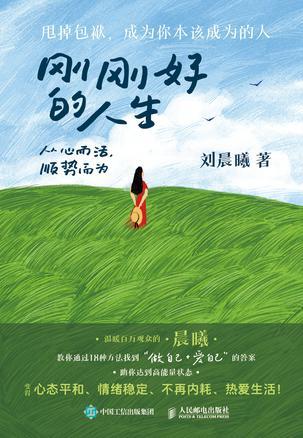 甩掉包袱，成为你本该成为的人
刚刚好
的人生
从心而活，
顺势而为
刘晨曦 著
温暖百万观众的 晨曦
教你通过18种方法找到“做自己+爱自己”的答案
助你达到高能量状态
心态平和、情绪稳定、不再内耗、热爱生活！
中国工信出版集团
人民邮电出版社